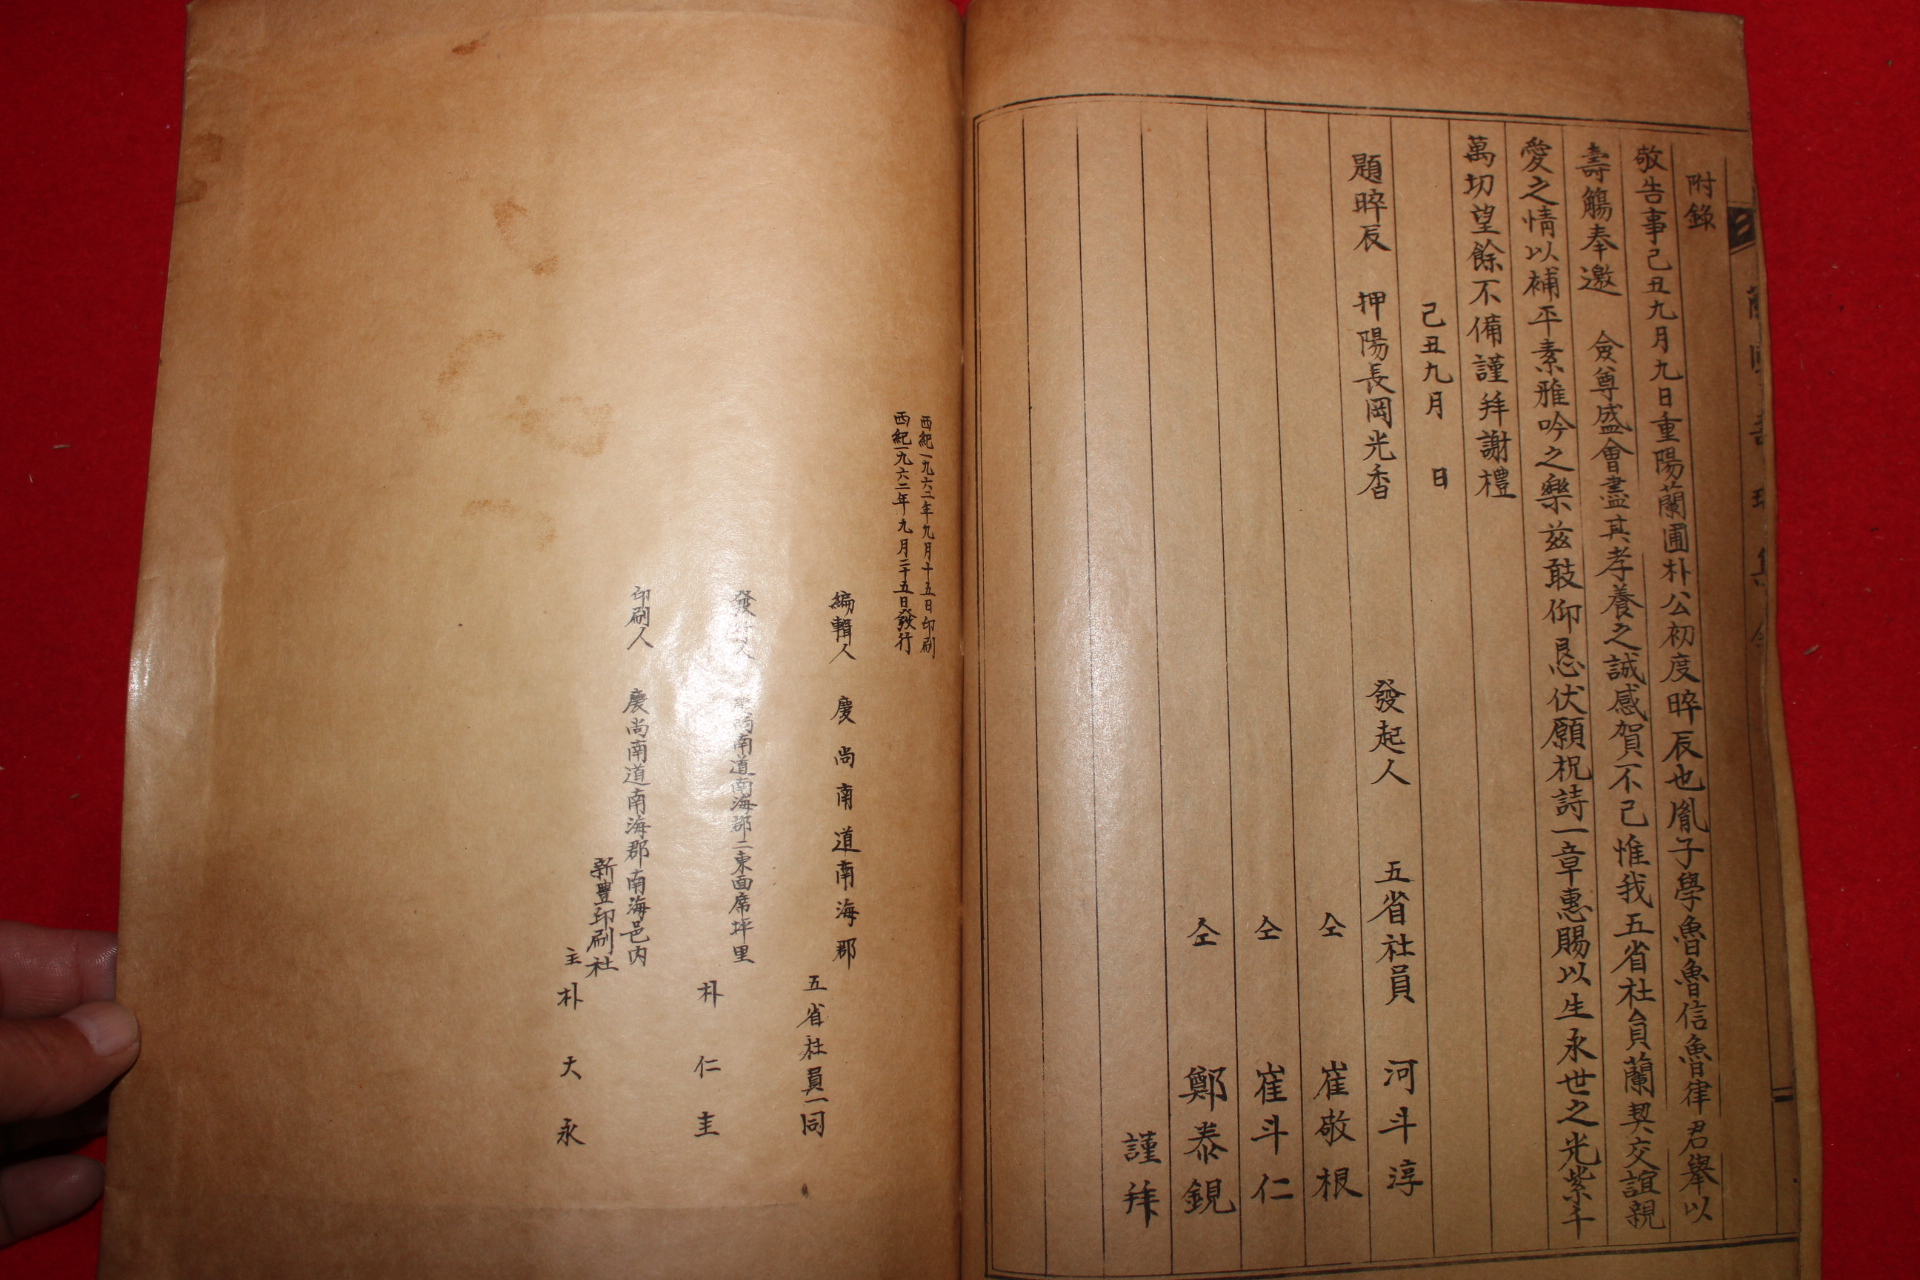 附錄
敬告事己丑九月九日重陽蘭圃朴公初度晬辰也胤子學魯魯信魯律君舉以
壽觴奉邀 僉尊盛會盡其孝養之誠感賀不己惟我五省社員蘭契交誼親
愛之情以補平素雅吟之樂茲敢仰恳伏願祝詩一章惠賜以生永世之光紫千
萬切望餘不備謹拜謝禮
己丑九月 日
題晬辰 押陽長岡光香 發起人 五省社員 河斗淳
仝 崔敬根
仝 崔斗仁
仝 鄭泰鋧
謹拜
西紀一九六二年九月十五日印刷
西紀一九六二年九月二十五日發行
編輯人 慶尚南道南海郡 五省社員一同
發行人 慶尚南道南海郡二東面席坪里 朴仁圭
印刷人 慶尚南道南海郡南海邑內
新豊印刷社
主 朴大永